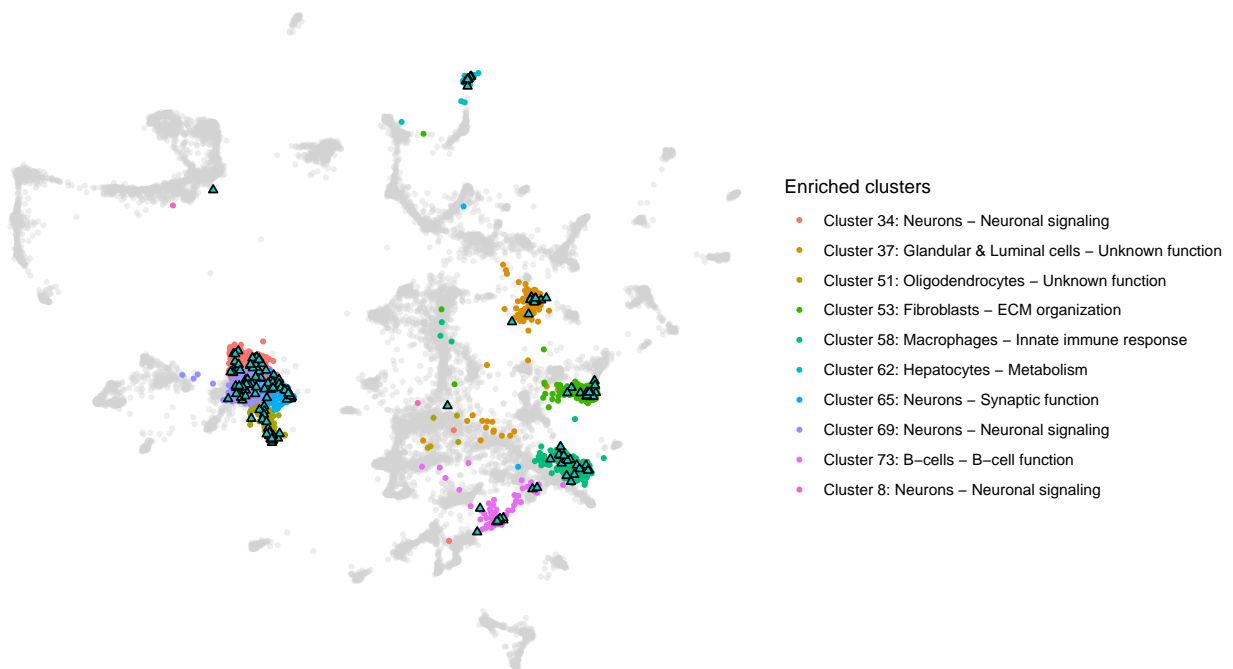 Enriched clusters
Cluster 34: Neurons – Neuronal signaling
Cluster 37: Glandular & Luminal cells – Unknown function
Cluster 51: Oligodendrocytes – Unknown function
Cluster 53: Fibroblasts – ECM organization
Cluster 58: Macrophages – Innate immune response
Cluster 62: Hepatocytes – Metabolism
Cluster 65: Neurons – Synaptic function
Cluster 69: Neurons – Neuronal signaling
Cluster 73: B−cells – B−cell function
Cluster 8: Neurons – Neuronal signaling